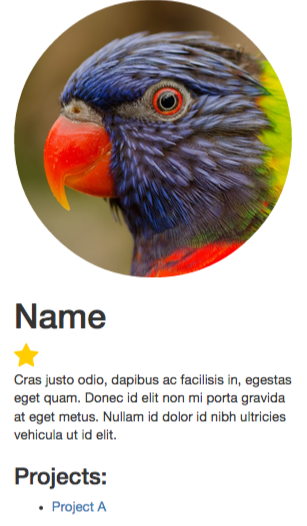 Name
Cras justo odio, dapibus ac facilisis in, egestas
eget quam. Donec id elit non mi porta gravida
at eget metus. Nullam id dolor id nibh ultricies
vehicula ut id elit.
Projects:
• Project A